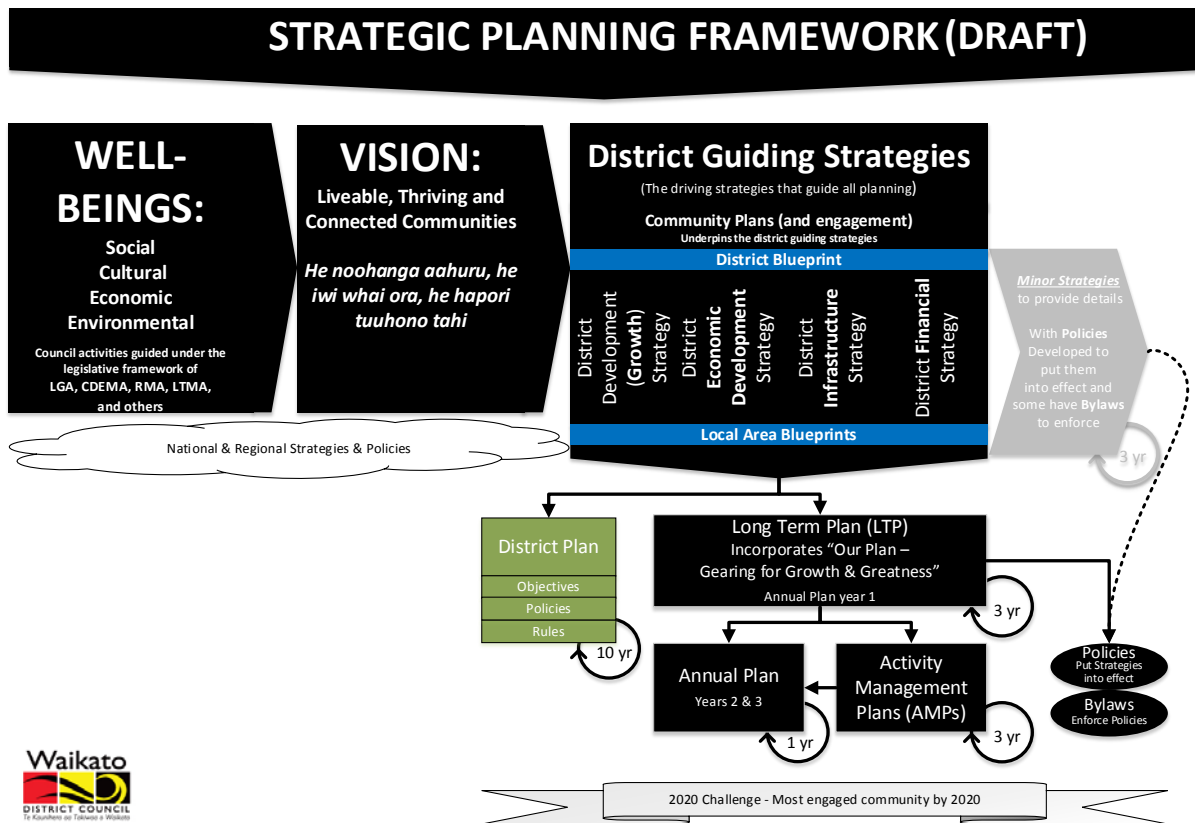 STRATEGIC PLANNING FRAMEWORK (DRAFT)
WELL-
BEINGS:
Social
Cultural
Economic
Environmental
Council activities guided under the
legislative framework of
LGA, CDEMA, RMA, LTMA,
and others
VISION:
Liveable, Thriving and
Connected Communities
He noohanga aahuru, he
iwi whai ora, he hapori
tuuhono tahi
National & Regional Strategies & Policies
District Guiding Strategies
(The driving strategies that guide all planning)
Community Plans (and engagement)
Underpins the district guiding strategies
District Blueprint
District
Development
(Growth)
Strategy
District
Economic
Development
Strategy
District
Infrastructure
Strategy
District Financial
Strategy
Local Area Blueprints
Minor Strategies
to provide details
With Policies
Developed to
put them
into effect and
some have Bylaws
to enforce
3 yr
District Plan
Objectives
Policies
Rules
10 yr
Long Term Plan (LTP)
Incorporates “Our Plan –
Gearing for Growth & Greatness”
Annual Plan year 1
3 yr
Annual Plan
Years 2 & 3
1 yr
Activity
Management
Plans (AMPs)
3 yr
Policies
Put Strategies
into effect
Bylaws
Enforce Policies
Waikato
DISTRICT COUNCIL
Te Kaunihera aa Takiwaa o Waikato
2020 Challenge - Most engaged community by 2020